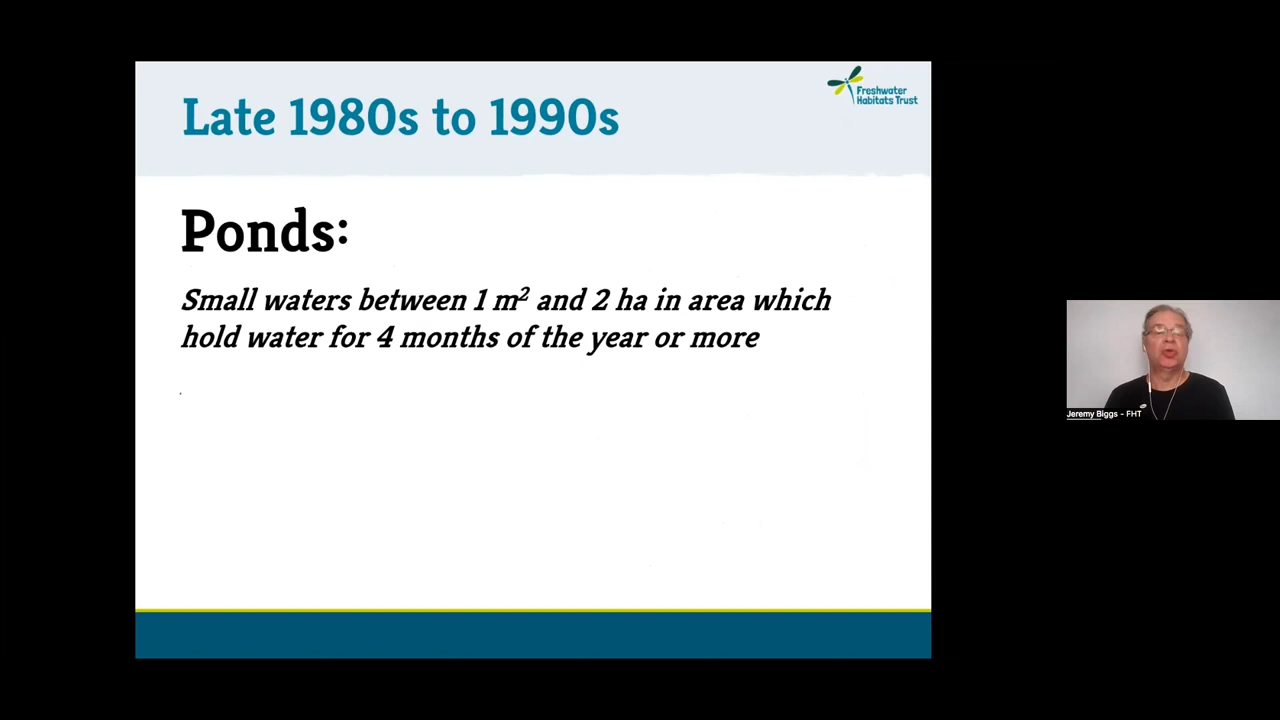 Freshwater
Habitats Trust
Late 1980s to 1990s
Ponds:
Small waters between 1 m² and 2 ha in area which
hold water for 4 months of the year or more
Jeremy Biggs - FHT